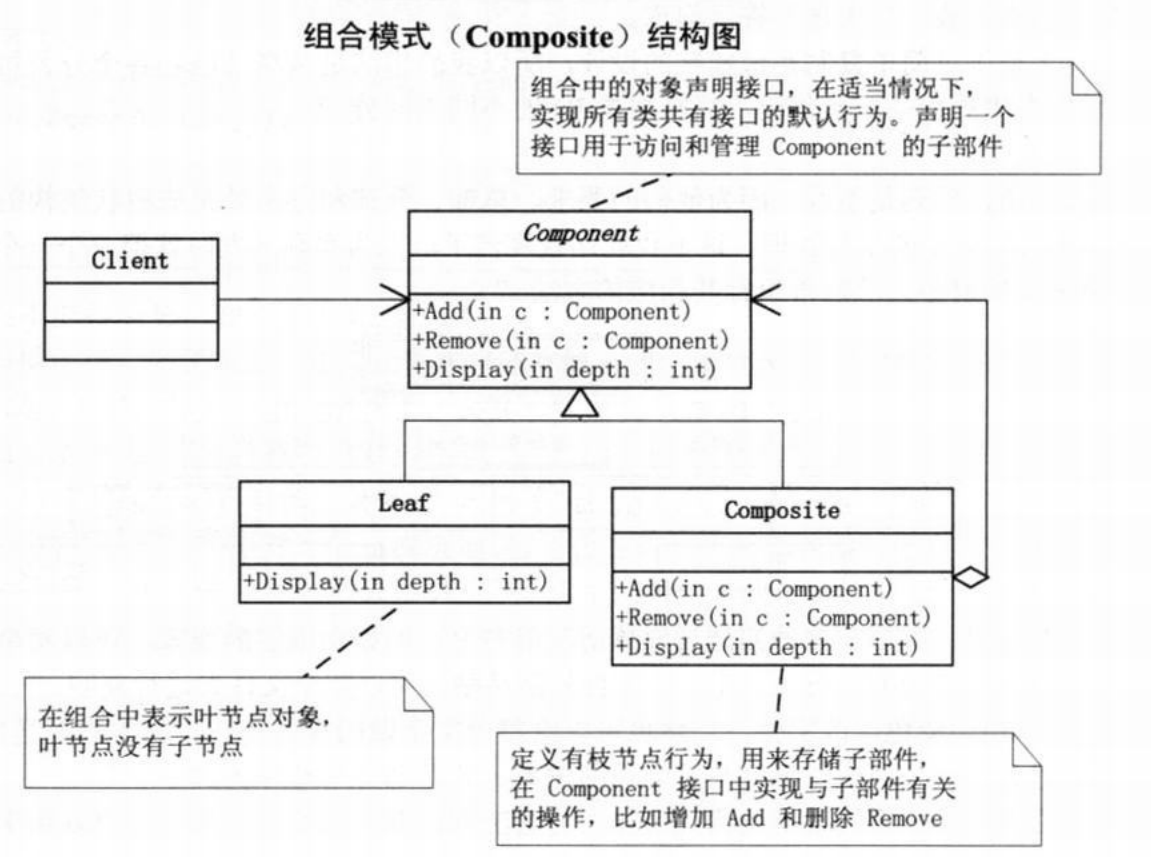 组合模式（Composite）结构图
组合中的对象声明接口，在适当情况下，
实现所有类共有接口的默认行为。声明一个
接口用于访问和管理 Component 的子部件
Component
+Add(in c : Component)
+Remove(in c : Component)
+Display(in depth : int)
Client
Leaf
+Display(in depth : int)
Composite
+Add(in c : Component)
+Remove(in c : Component)
+Display(in depth : int)
在组合中表示叶节点对象，
叶节点没有子节点
定义有枝节点行为，用来存储子部件，
在 Component 接口中实现与子部件有关
的操作，比如增加 Add 和删除 Remove